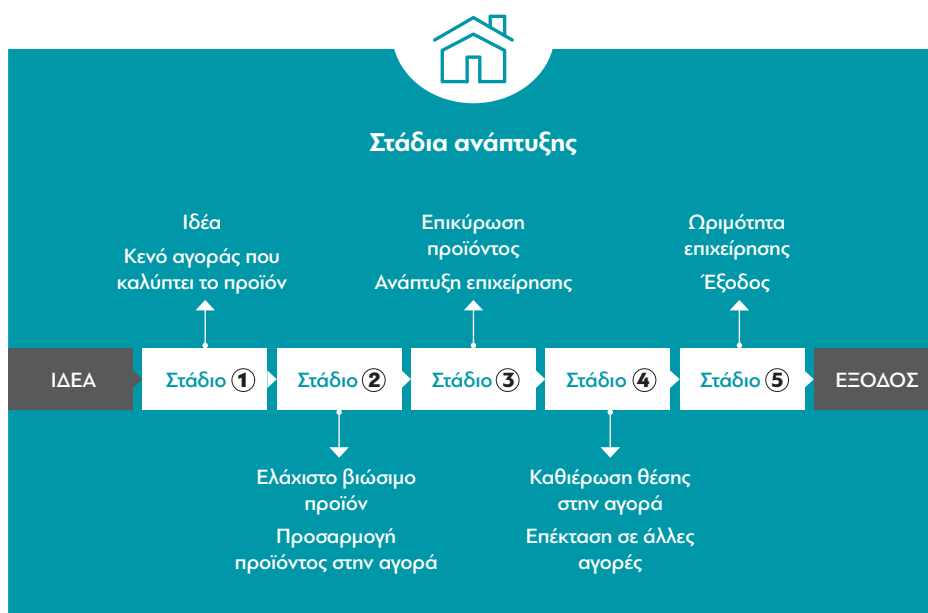 Στάδια ανάπτυξης
Ιδέα
Κενό αγοράς που
καλύπτει το προϊόν
Επικύρωση
προϊόντος
Ανάπτυξη επιχείρησης
Ωριμότητα
επιχείρησης
Έξοδος
ΙΔΕΑ
Στάδιο 1
Στάδιο 2
Στάδιο 3
Στάδιο 4
Στάδιο 5
ΕΞΟΔΟΣ
Ελάχιστο βιώσιμο
προϊόν
Προσαρμογή
προϊόντος στην αγορά
Καθιέρωση θέσης
στην αγορά
Επέκταση σε άλλες
αγορές